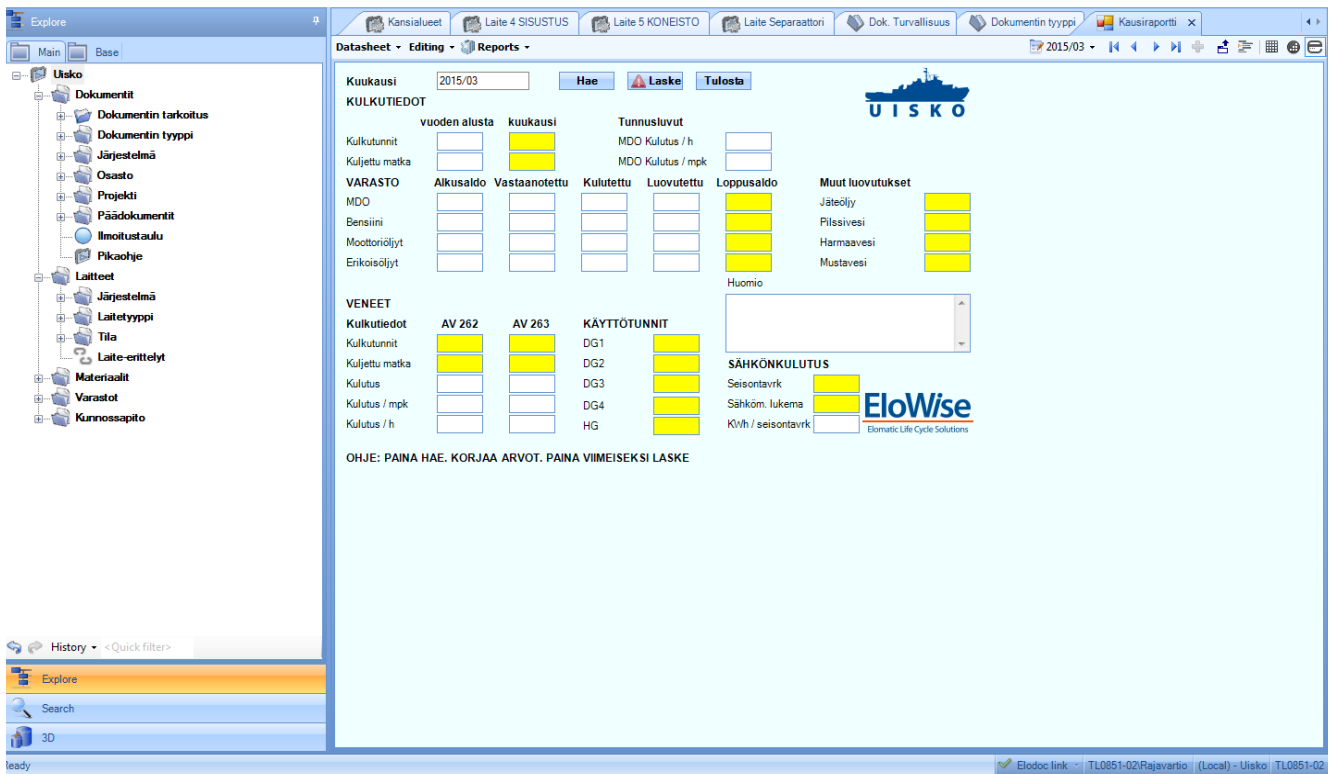 Explore
Main Base
Uisko
Dokumentit
Dokumentin tarkoitus
Dokumentin tyyppi
Järjestelmä
Osasto
Projekti
Päädokumentit
Ilmoitustaulu
Pikaohje
Laitteet
Järjestelmä
Laitetyyppi
Tila
Laite-erittelyt
Materiaalit
Varastot
Kunnossapito
History <Quick filter>
Explore
Search
3D
Kansialueet Laite 4 SISUSTUS Laite 5 KONEISTO Laite Separaattori Dok. Turvallisuus Dokumentin tyyppi Kausiraportti x
Datasheet Editing Reports 2015/03
Kuukausi 2015/03 Hae Laske Tulosta
UISKO
KULKUTIEDOT
vuoden alusta kuukausi Tunnusluvut
Kulkutunnit MDO Kulutus / h
Kuljettu matka MDO Kulutus / mpk
VARASTO Alkusaldo Vastaanotettu Kulutettu Luovutettu Loppusaldo Muut luovutukset
MDO Jäteöljy
Bensiini Pilssivesi
Moottoriöljyt Harmaavesi
Erikoisöljyt Mustavesi
Huomio
VENEET
Kulkutiedot AV 262 AV 263 KÄYTTÖTUNNIT
Kulkutunnit DG1
Kuljettu matka DG2 SÄHKÖNKULUTUS
Kulutus DG3 Seisontavrk
Kulutus / mpk DG4 Sähköm. lukema
Kulutus / h HG KWh / seisontavrk
EloWise
Elomatic Life Cycle Solutions
OHJE: PAINA HAE. KORJAA ARVOT. PAINA VIIMEISEKSI LASKE
Ready Elodoc link TL0851-02\Rajavartio (Local) - Uisko TL0851-02